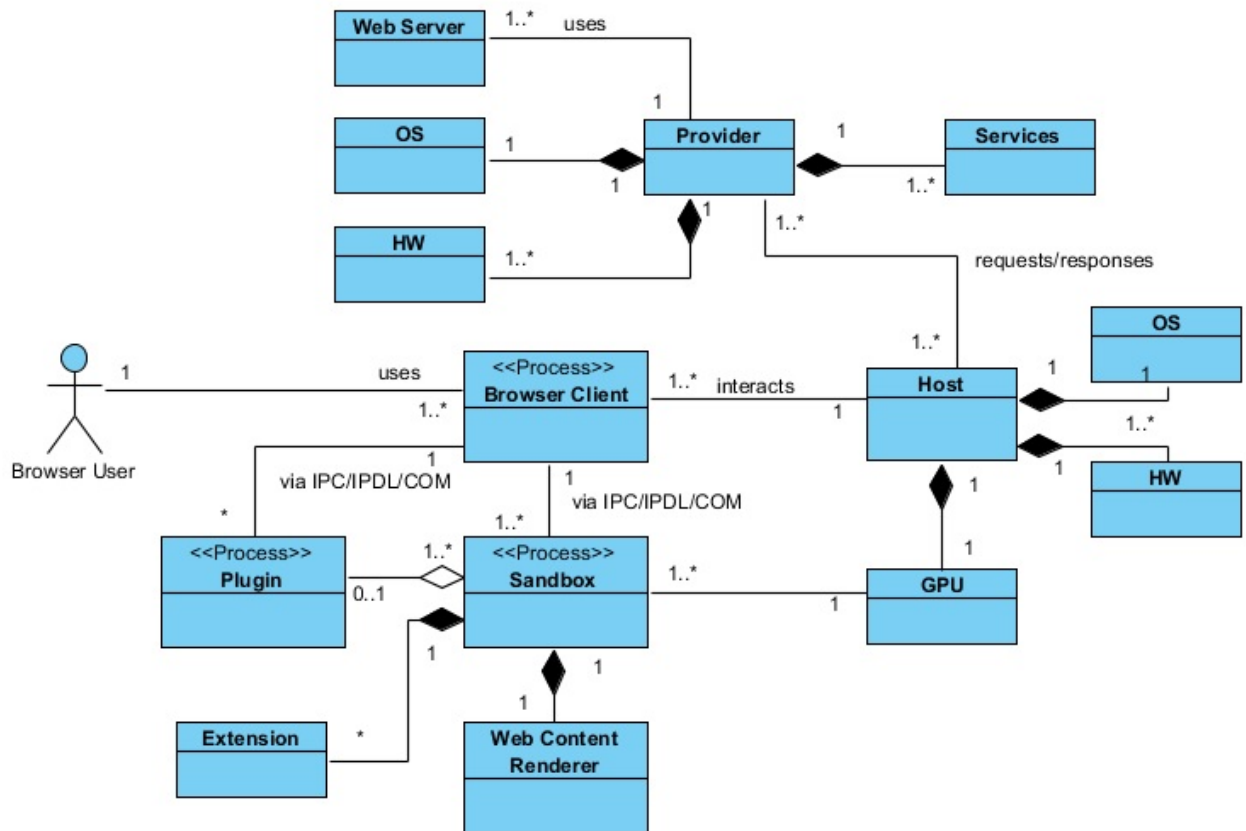 Web Server
1..*
uses
1
OS
1
1
Provider
1
1..*
Services
HW
1..*
1
1..*
requests/responses
1..*
Browser User
1
uses
1..*
<<Process>>
Browser Client
1..*
interacts
1
Host
1
1
OS
1..*
1
HW
1
via IPC/IPDL/COM
*
1
via IPC/IPDL/COM
1..*
1
1
<<Process>>
Plugin
0..1
1..*
<<Process>>
Sandbox
1..*
1
GPU
1
1
1
Extension
*
Web Content
Renderer